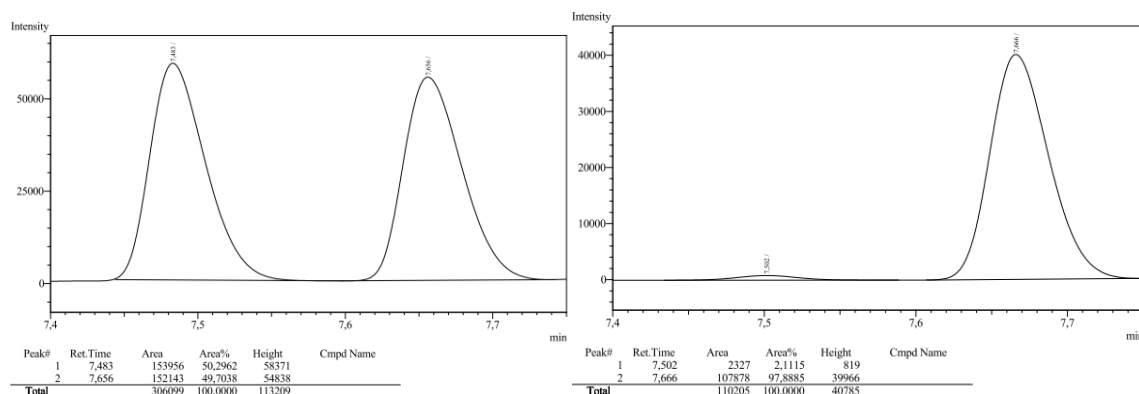 Intensity
7,483 /
7,656 /
50000
25000
0
7,4 7,5 7,6 7,7
min
Peak# Ret.Time Area Area% Height Cmpd Name
1 7,483 153956 50,2962 58371
2 7,656 152143 49,7038 54838
Total 306099 100.0000 113209
Intensity
7,666 /
7,502 /
40000
30000
20000
10000
0
7,4 7,5 7,6 7,7
min
Peak# Ret.Time Area Area% Height Cmpd Name
1 7,502 2327 2,1115 819
2 7,666 107878 97,8885 39966
Total 110205 100.0000 40785